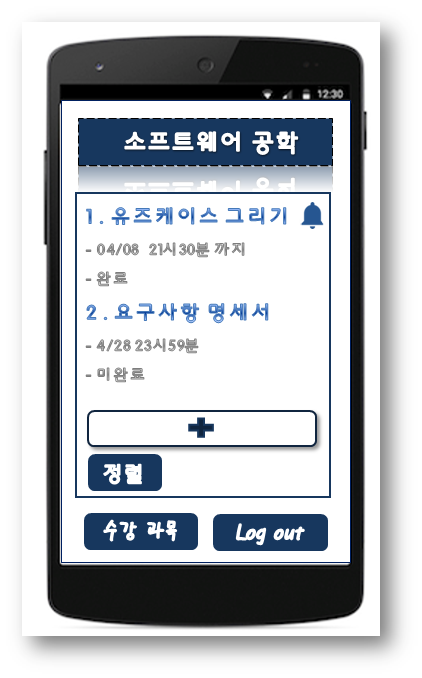 12:30
소프트웨어 공학
1. 유즈케이스 그리기
- 04/08 21시30분 까지
- 완료
2. 요구사항 명세서
- 4/28 23시59분
- 미완료
정렬
수강 과목
Log out